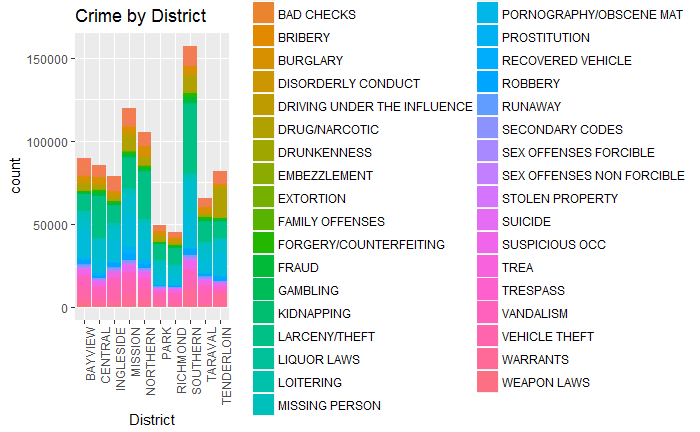 Crime by District
150000
100000
50000
0
count
BAYVIEW
CENTRAL
INGLESIDE
MISSION
NORTHERN
PARK
RICHMOND
SOUTHERN
TARAVAL
TENDERLOIN
District
BAD CHECKS
BRIBERY
BURGLARY
DISORDERLY CONDUCT
DRIVING UNDER THE INFLUENCE
DRUG/NARCOTIC
DRUNKENNESS
EMBEZZLEMENT
EXTORTION
FAMILY OFFENSES
FORGERY/COUNTERFEITING
FRAUD
GAMBLING
KIDNAPPING
LARCENY/THEFT
LIQUOR LAWS
LOITERING
MISSING PERSON
PORNOGRAPHY/OBSCENE MAT
PROSTITUTION
RECOVERED VEHICLE
ROBBERY
RUNAWAY
SECONDARY CODES
SEX OFFENSES FORCIBLE
SEX OFFENSES NON FORCIBLE
STOLEN PROPERTY
SUICIDE
SUSPICIOUS OCC
TREA
TRESPASS
VANDALISM
VEHICLE THEFT
WARRANTS
WEAPON LAWS